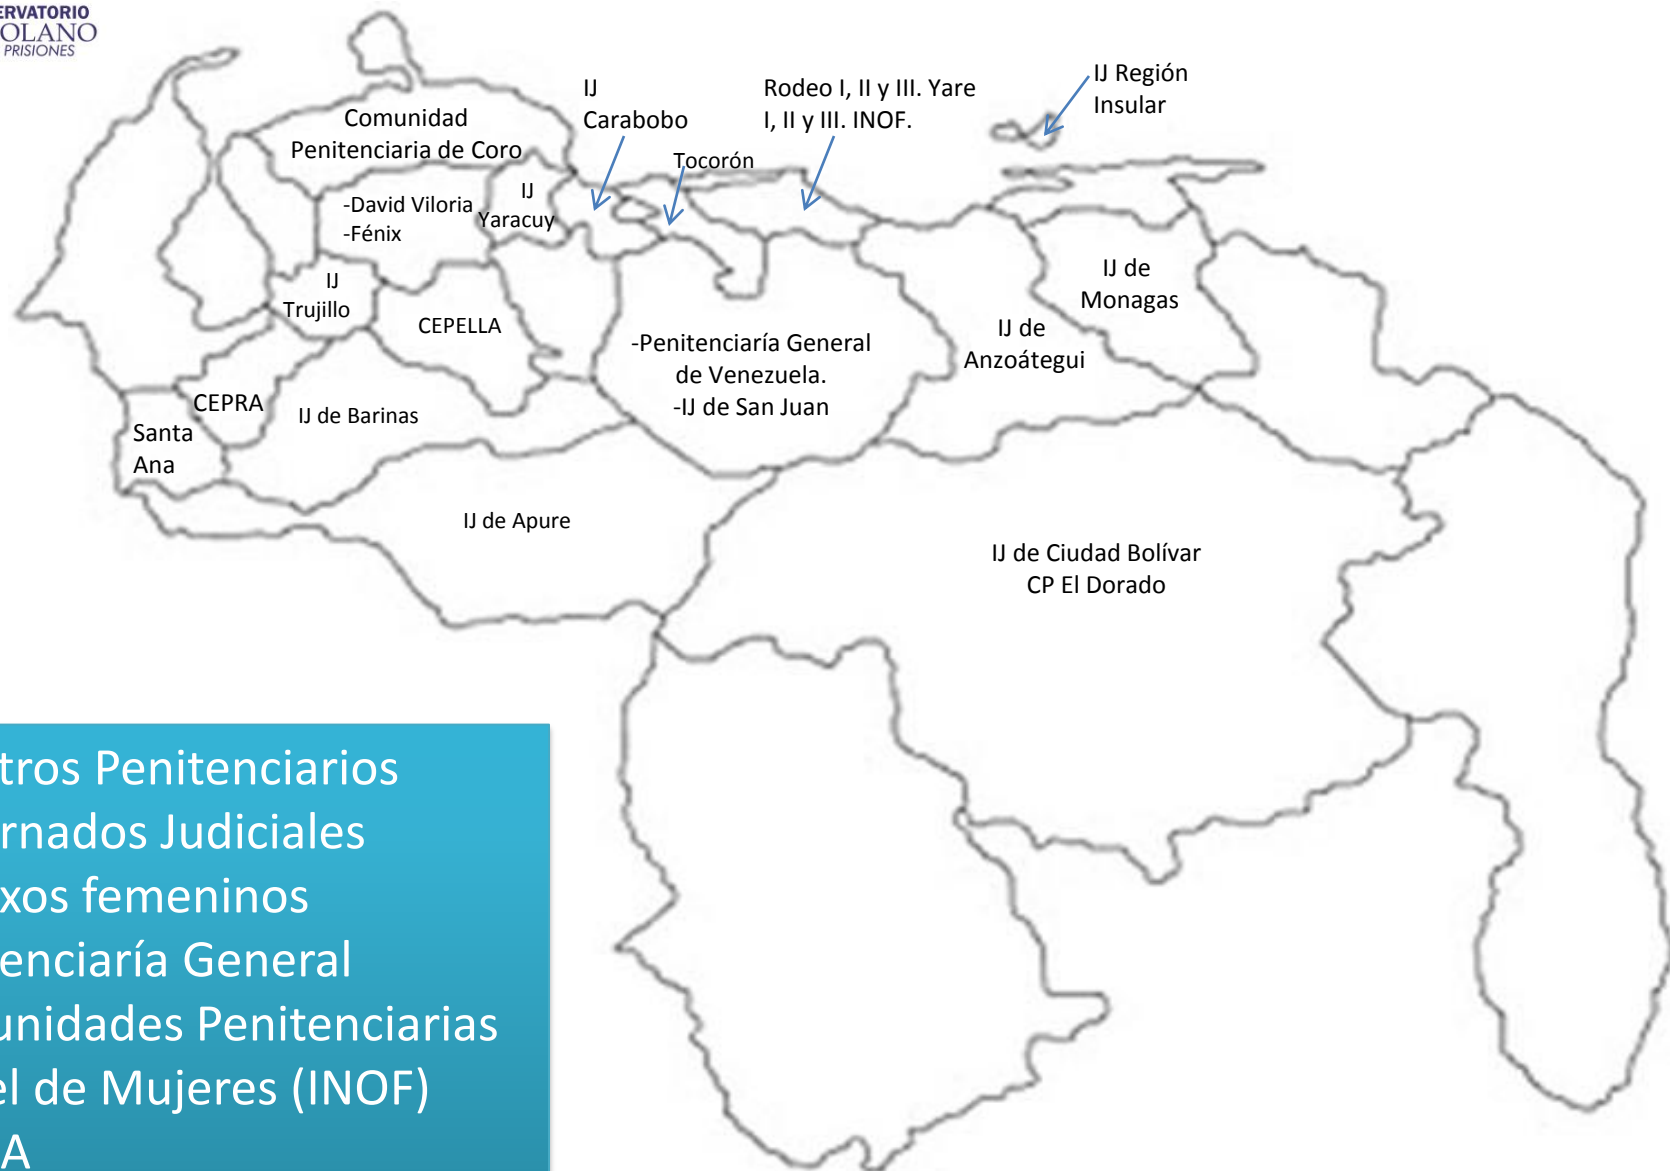 ERVATORIO
OLANO
PRISIONES
IJ Región
Insular
IJ
Carabobo
Rodeo I, II y III. Yare
I, II y III. INOF.
Comunidad
Penitenciaria de Coro
Tocorón
-David Viloria
-Fénix
IJ
Yaracuy
IJ
Trujillo
CEPELLA
IJ de
Monagas
IJ de
Anzoátegui
-Penitenciaría General
de Venezuela.
-IJ de San Juan
CEPRA
IJ de Barinas
Santa
Ana
IJ de Apure
IJ de Ciudad Bolívar
CP El Dorado
tros Penitenciarios
rnados Judiciales
xos femeninos
enciaría General
unidades Penitenciarias
el de Mujeres (INOF)
A